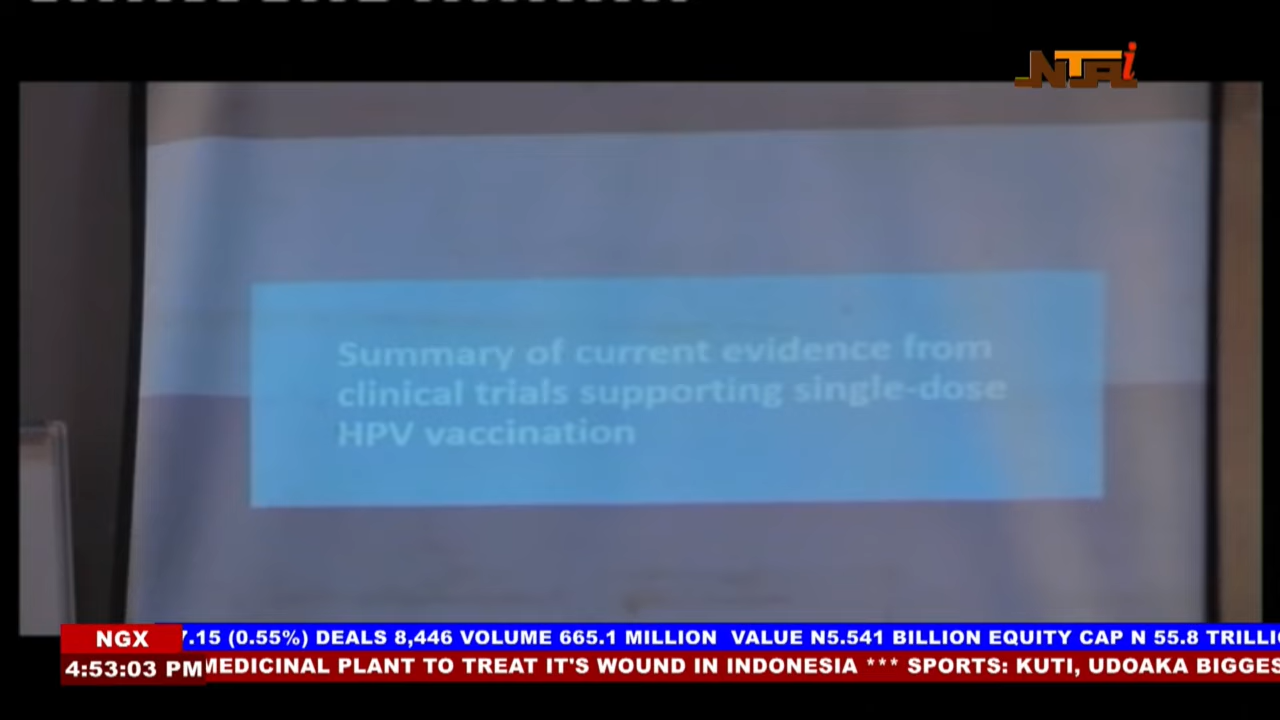 NTAi
Summary of current evidence from
clinical trials supporting single-dose
HPV vaccination
NGX
7.15 (0.55%) DEALS 8,446 VOLUME 665.1 MILLION VALUE N5.541 BILLION EQUITY CAP N 55.8
4:53:03 PM
MEDICINAL PLANT TO TREAT IT'S WOUND IN INDONESIA *** SPORTS: KUTI, UDOAKA